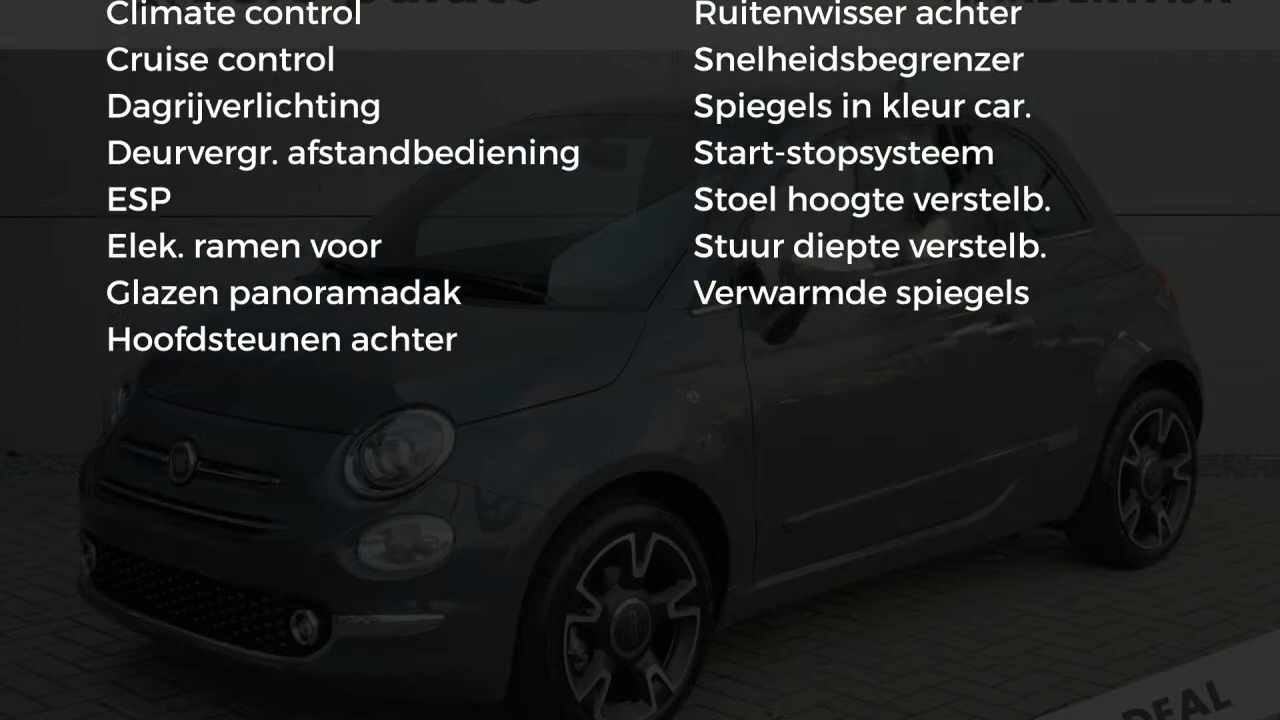 Climate control
Cruise control
Dagrijverlichting
Deurvergr. afstandbediening
ESP
Elek. ramen voor
Glazen panoramadak
Hoofdsteunen achter
Ruitenwisser achter
Snelheidsbegrenzer
Spiegels in kleur car.
Start-stopsysteem
Stoel hoogte verstelb.
Stuur diepte verstelb.
Verwarmde spiegels
DEAL